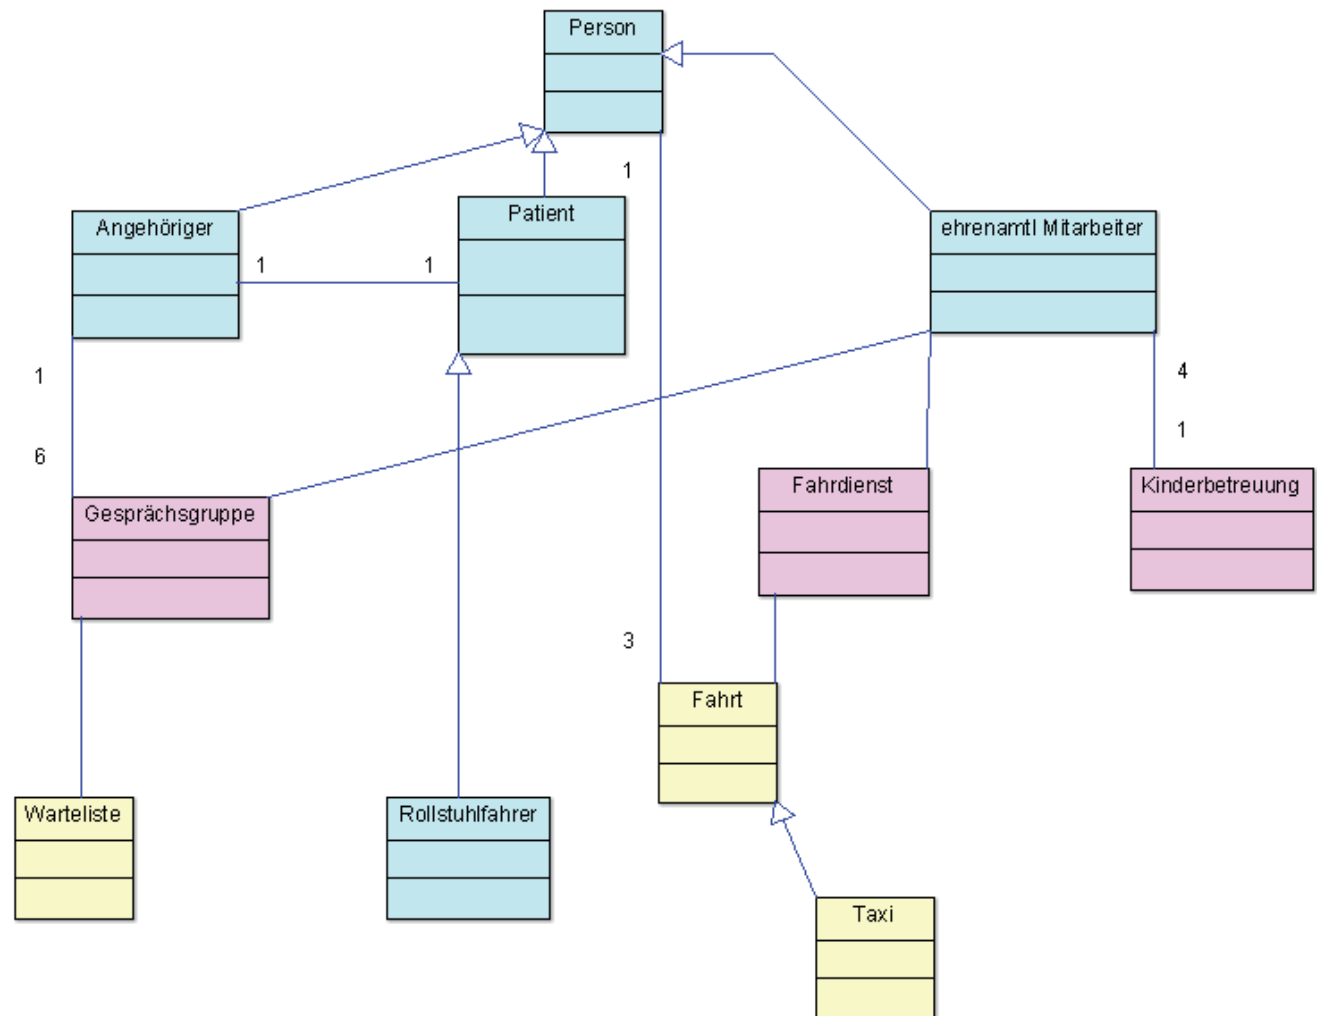 Person
1
Patient
Angehöriger
ehrenamtl Mitarbeiter
1
1
1
4
1
6
Fahrdienst
Kinderbetreuung
Gesprächsgruppe
3
Fahrt
Warteliste
Rollstuhlfahrer
Taxi